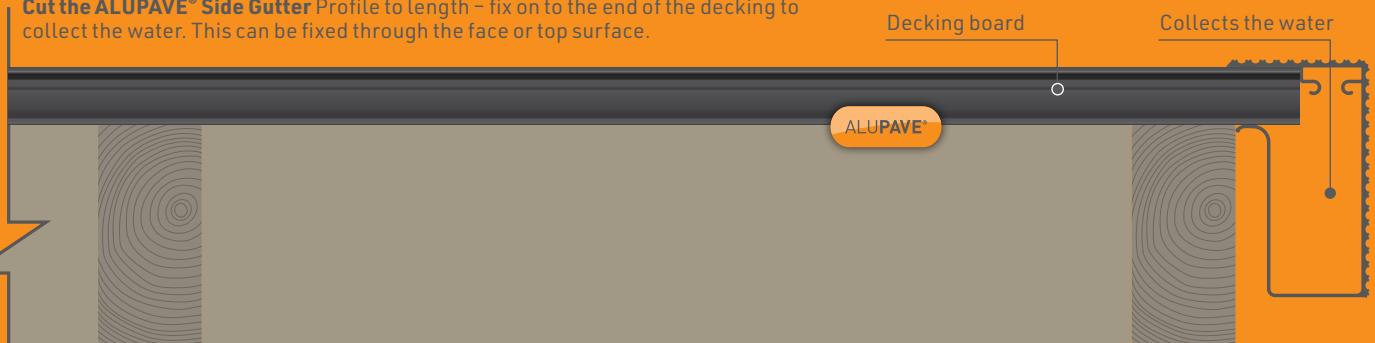 Cut the ALUPAVE® Side Gutter Profile to length – fix on to the end of the decking to
collect the water. This can be fixed through the face or top surface.
Decking board
Collects the water
ALUPAVE®